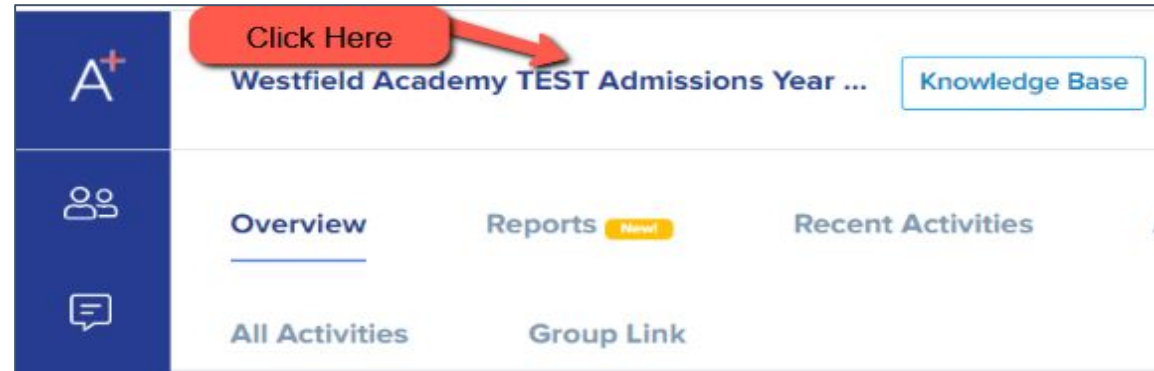 Click Here
A+
Westfield Academy TEST Admissions Year ...
Knowledge Base
Overview
Reports
New!
Recent Activities
All Activities
Group Link